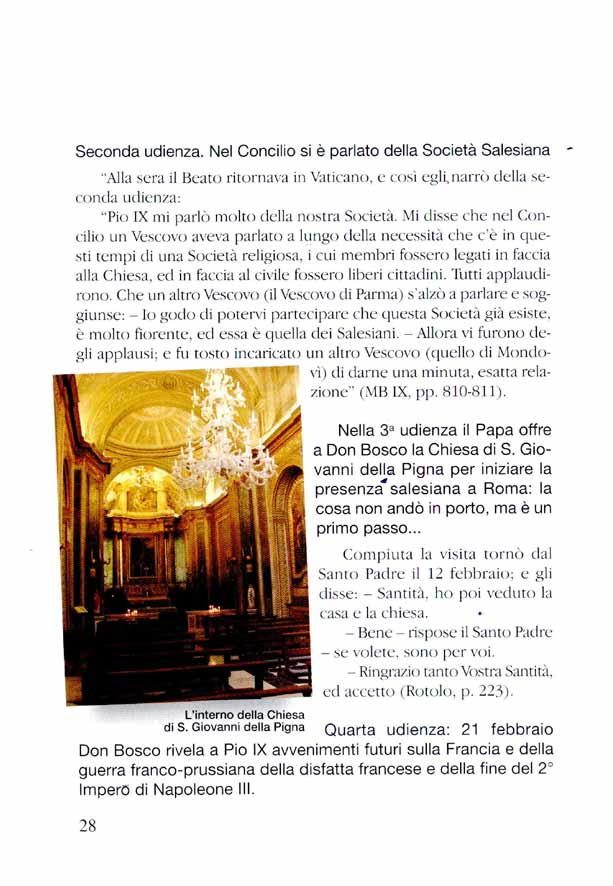 Seconda udienza. Nel Concilio si è parlato della Società Salesiana
"Alla sera il Beato ritornava in Vaticano, e così egli narrò della se-
conda udienza:
"Pio IX mi parlò molto della nostra Società. Mi disse che nel Con-
cilio un Vescovo aveva parlato a lungo della necessità che c'è in que-
sti tempi di una Società religiosa, i cui membri fossero legati in faccia
alla Chiesa, ed in faccia al civile fossero liberi cittadini. Tutti applaudi-
rono. Che un altro Vescovo (il Vescovo di Parma) s'alzò a parlare e sog-
giunse: – Io godo di potervi partecipare che questa Società già esiste,
è molto fiorente, ed essa è quella dei Salesiani. – Allora vi furono de-
gli applausi; e fu tosto incaricato un altro Vescovo (quello di Mondo-
vì) di darne una minuta, esatta rela-
zione" (MB IX, pp. 810-811).
Nella 3ª udienza il Papa offre
a Don Bosco la Chiesa di S. Gio-
vanni della Pigna per iniziare la
presenza salesiana a Roma: la
cosa non andò in porto, ma è un
primo passo...
Compiuta la visita tornò dal
Santo Padre il 12 febbraio; e gli
disse: – Santità, ho poi veduto la
casa e la chiesa.
– Bene – rispose il Santo Padre
– se volete, sono per voi.
– Ringrazio tanto Vostra Santità,
ed accetto (Rotolo, p. 223).
L'interno della Chiesa
di S. Giovanni della Pigna
Quarta udienza: 21 febbraio
Don Bosco rivela a Pio IX avvenimenti futuri sulla Francia e della
guerra franco-prussiana della disfatta francese e della fine del 2°
Impero di Napoleone III.
28